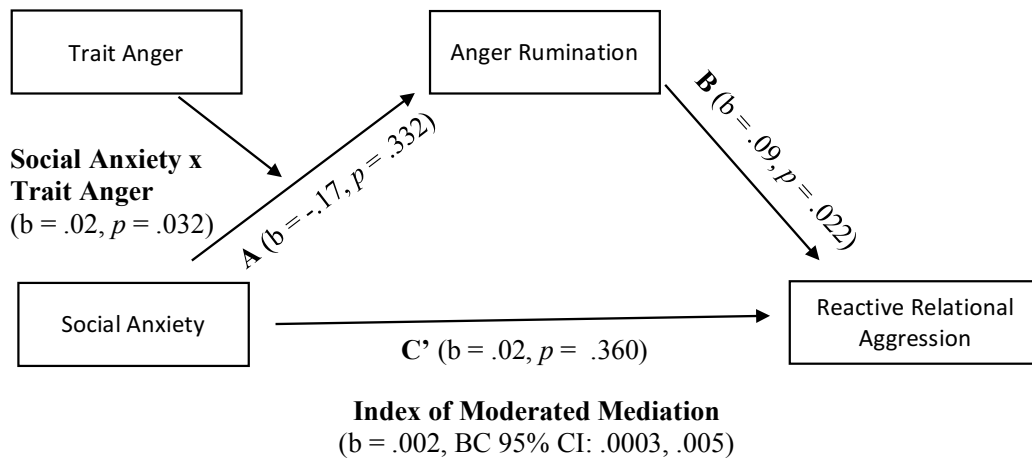 Trait Anger
Anger Rumination
Social Anxiety x
Trait Anger
(b = .02, p = .032)
A (b = -.17, p = .332)
B (b = .09, p = .022)
Social Anxiety
Reactive Relational
Aggression
C’ (b = .02, p = .360)
Index of Moderated Mediation
(b = .002, BC 95% CI: .0003, .005)